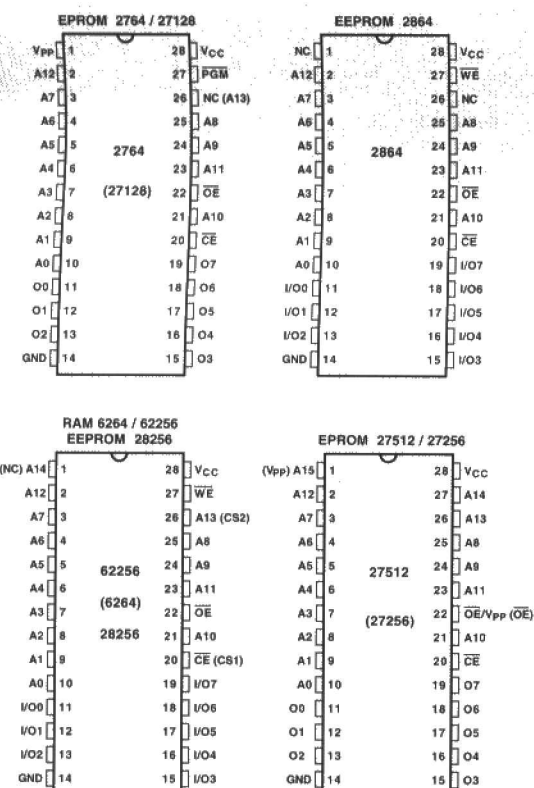 EPROM 2764 / 27128
VPP 1 28 VCC
A12 2 27 PGM
A7 3 26 NC (A13)
A6 4 25 A8
A5 5 24 A9
2764
A4 6 23 A11
(27128)
A3 7 22 OE
A2 8 21 A10
A1 9 20 CE
A0 10 19 O7
O0 11 18 O6
O1 12 17 O5
O2 13 16 O4
GND 14 15 O3
EEPROM 2864
NC 1 28 VCC
A12 2 27 WE
A7 3 26 NC
A6 4 25 A8
A5 5 24 A9
2864
A4 6 23 A11
A3 7 22 OE
A2 8 21 A10
A1 9 20 CE
A0 10 19 I/O7
I/O0 11 18 I/O6
I/O1 12 17 I/O5
I/O2 13 16 I/O4
GND 14 15 I/O3
RAM 6264 / 62256
EEPROM 28256
(NC) A14 1 28 VCC
A12 2 27 WE
A7 3 26 A13 (CS2)
A6 4 25 A8
A5 5 24 A9
62256
A4 6 23 A11
(6264)
A3 7 22 OE
A2 8 28256 21 A10
A1 9 20 CE (CS1)
A0 10 19 I/O7
I/O0 11 18 I/O6
I/O1 12 17 I/O5
I/O2 13 16 I/O4
GND 14 15 I/O3
EPROM 27512 / 27256
(VPP) A15 1 28 VCC
A12 2 27 A14
A7 3 26 A13
A6 4 25 A8
A5 5 24 A9
27512
A4 6 23 A11
A3 7 22 OE/VPP (OE)
(27256)
A2 8 21 A10
A1 9 20 CE
A0 10 19 O7
O0 11 18 O6
O1 12 17 O5
O2 13 16 O4
GND 14 15 O3